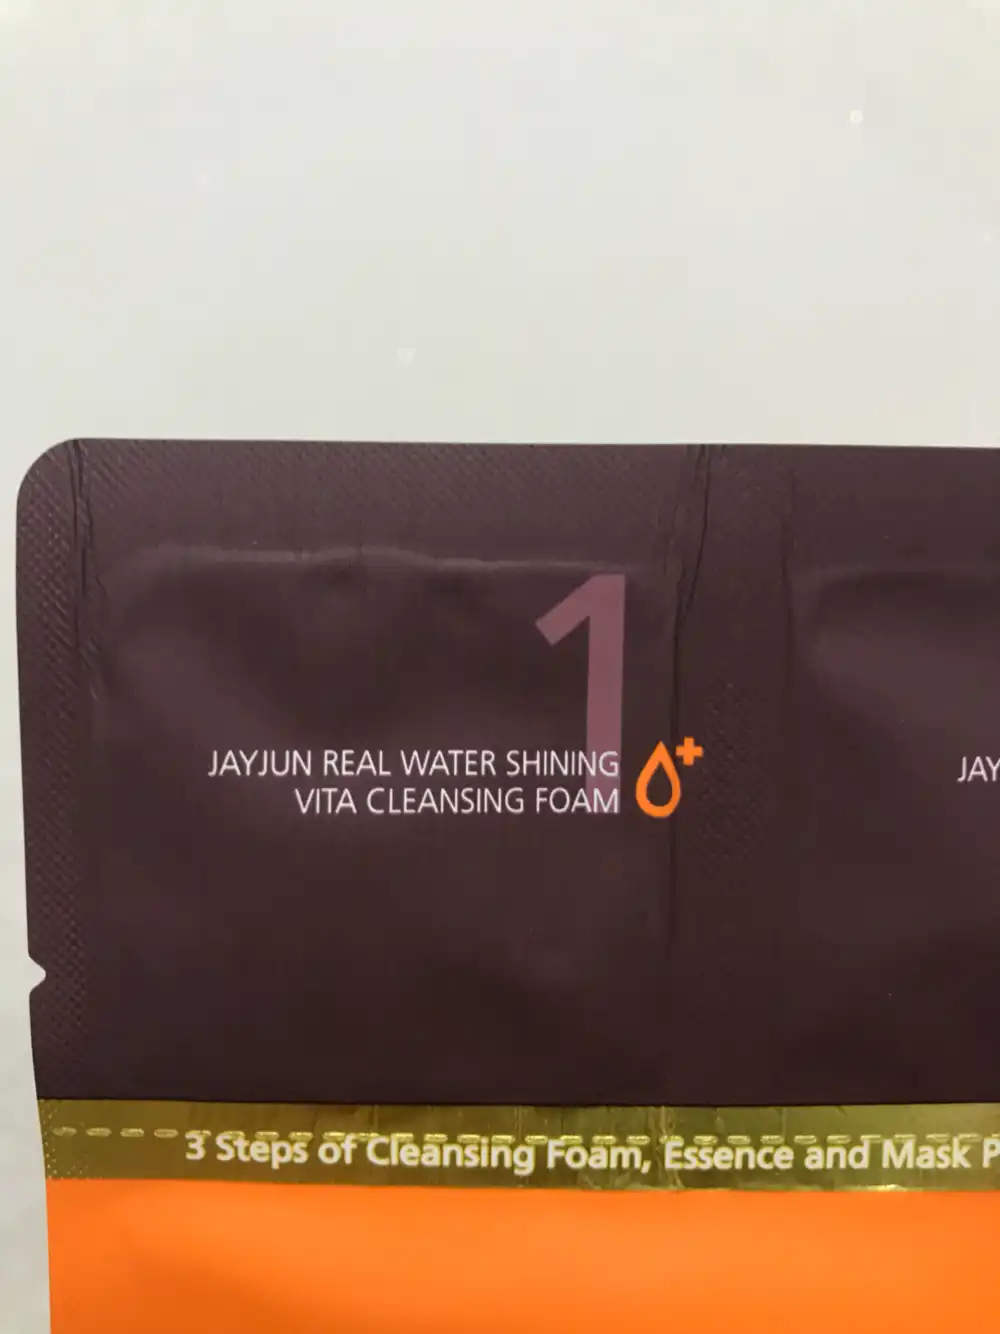 1
JAYJUN REAL WATER SHINING
VITA CLEANSING FOAM
JAY
3 Steps of Cleansing Foam, Essence and Mask P